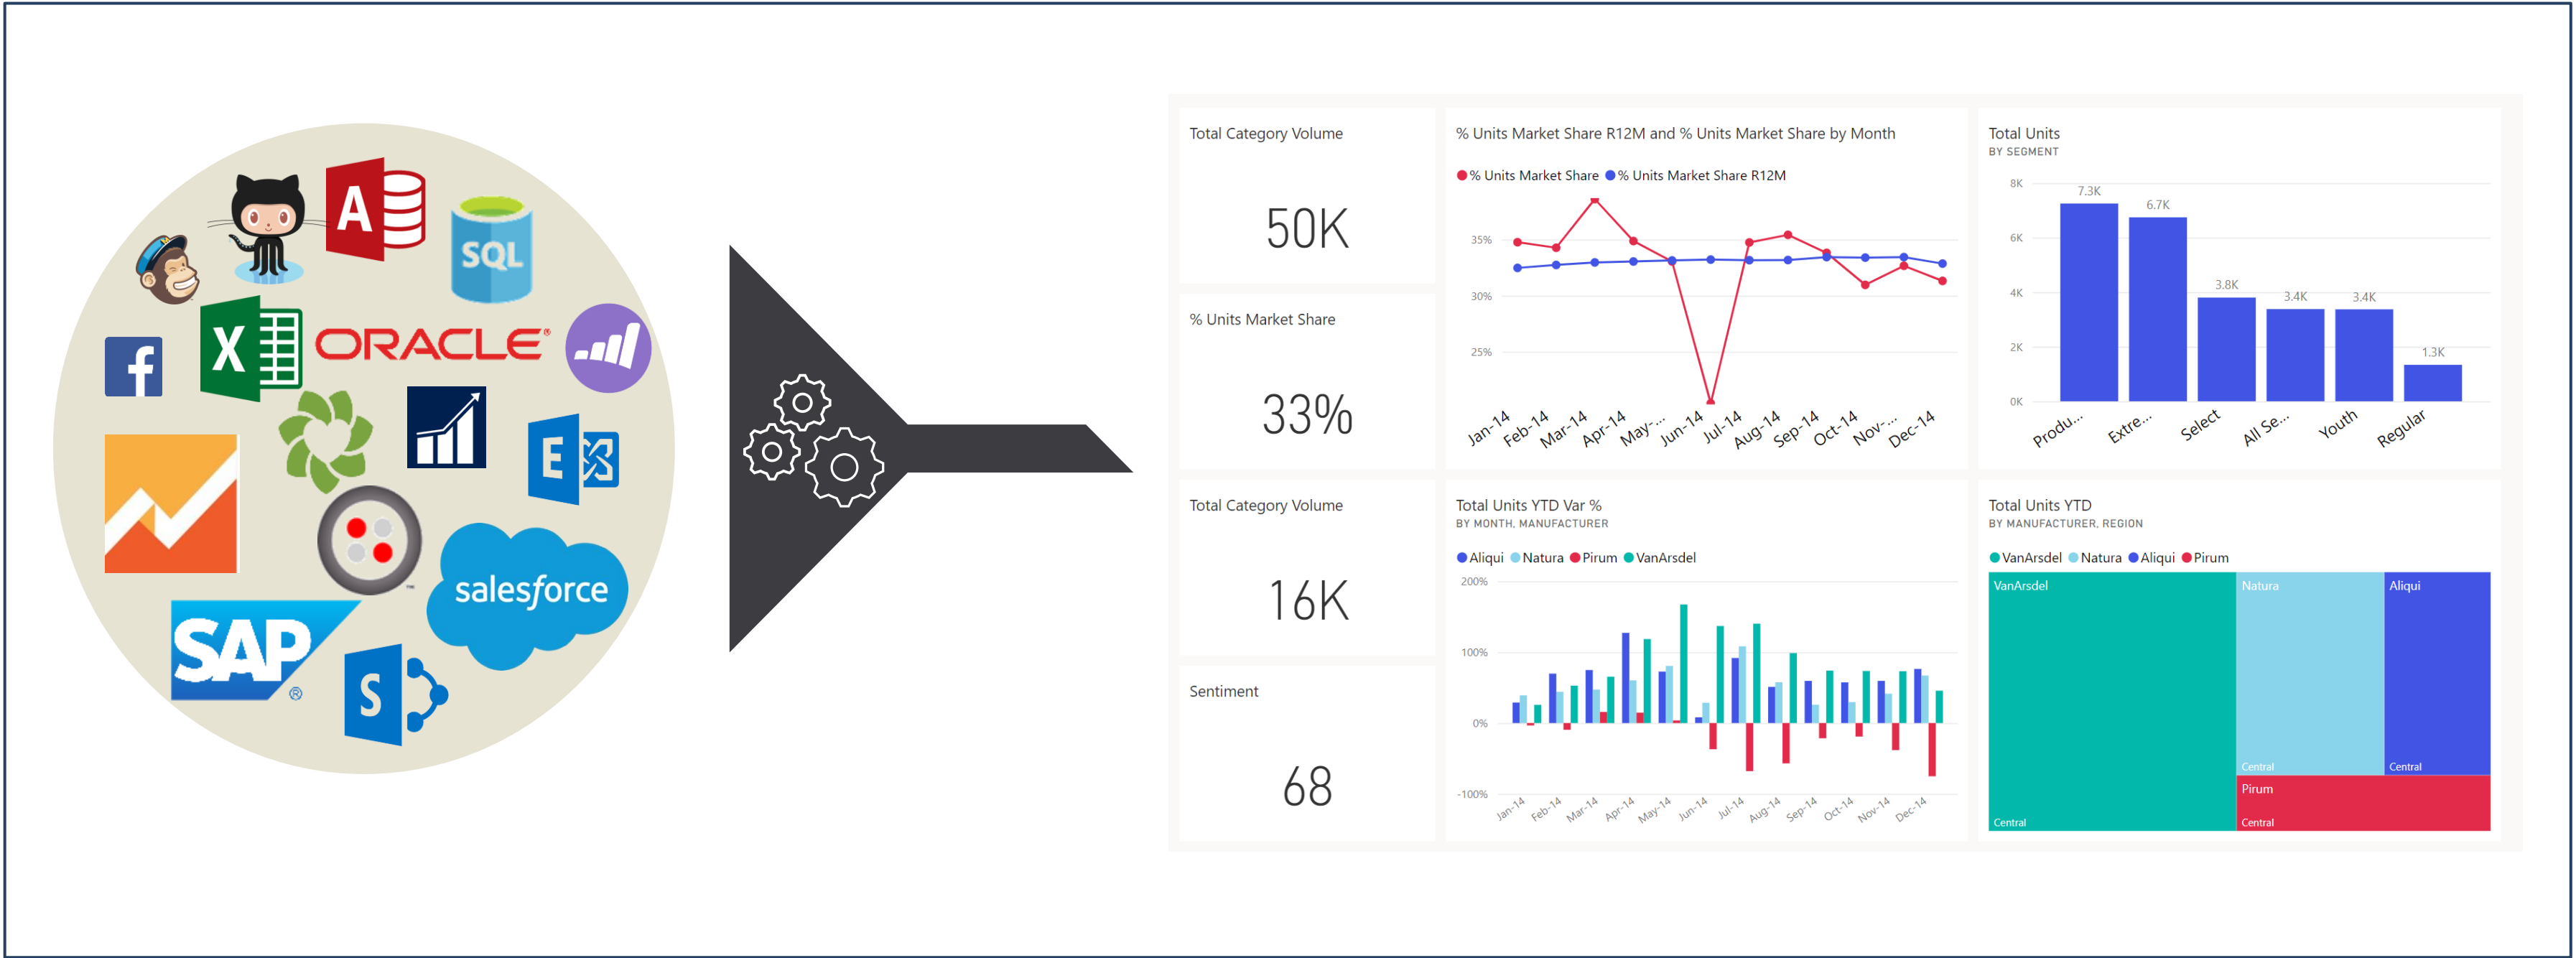 A
SQL
f
X
ORACLE®
E
salesforce
™
SAP
®
S
Total Category Volume
50K
% Units Market Share
33%
Total Category Volume
16K
Sentiment
68
% Units Market Share R12M and % Units Market Share by Month
% Units Market Share % Units Market Share R12M
35%
30%
25%
Jan-14 Feb-14 Mar-14 Apr-14 May-... Jun-14 Jul-14 Aug-14 Sep-14 Oct-14 Nov-... Dec-14
Total Units
BY SEGMENT
8K
7.3K
6.7K
6K
4K
3.8K
3.4K
3.4K
2K
1.3K
0K
Produ... Extre... Select All Se... Youth Regular
Total Units YTD Var %
BY MONTH, MANUFACTURER
Aliqui Natura Pirum VanArsdel
200%
100%
0%
-100%
Jan-14 Feb-14 Mar-14 Apr-14 May-14 Jun-14 Jul-14 Aug-14 Sep-14 Oct-14 Nov-14 Dec-14
Total Units YTD
BY MANUFACTURER, REGION
VanArsdel Natura Aliqui Pirum
VanArsdel
Natura
Aliqui
Central
Central
Pirum
Central
Central